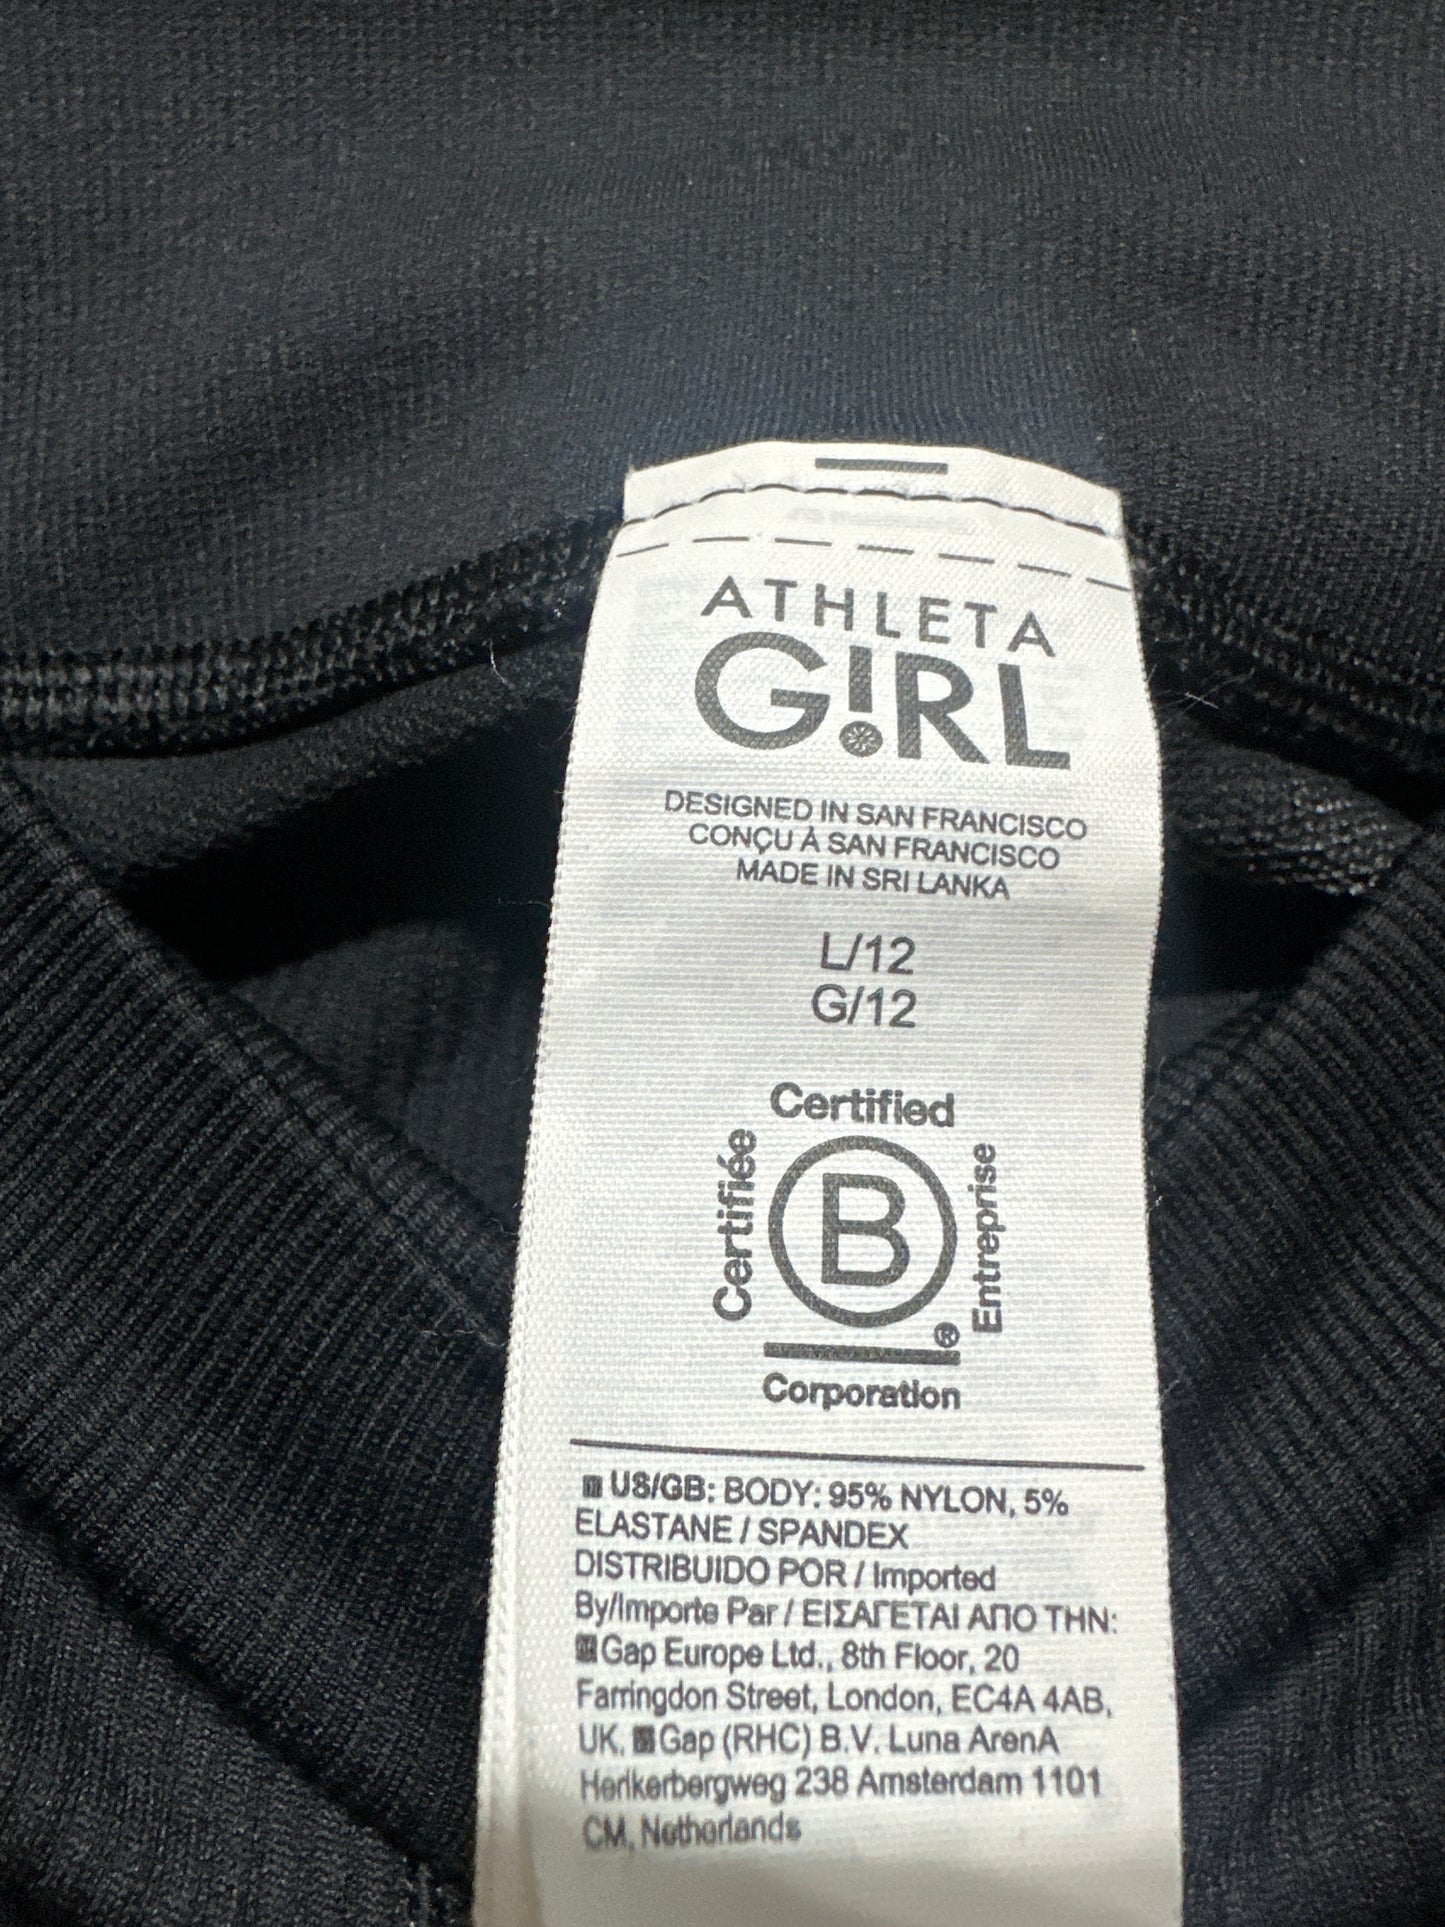 ATHLETA
G!RL
DESIGNED IN SAN FRANCISCO
CONÇU À SAN FRANCISCO
MADE IN SRI LANKA
L/12
G/12
Certified
Certifiée
B
Entreprise
®
Corporation
US/GB: BODY: 95% NYLON, 5%
ELASTANE / SPANDEX
DISTRIBUIDO POR / Imported
By/Importe Par / ΕΙΣΑΓΕΤΑΙ ΑΠΟ ΤΗΝ:
Gap Europe Ltd., 8th Floor, 20
Farringdon Street, London, EC4A 4AB,
UK, Gap (RHC) B.V. Luna ArenA
Herikerbergweg 238 Amsterdam 1101
CM, Netherlands